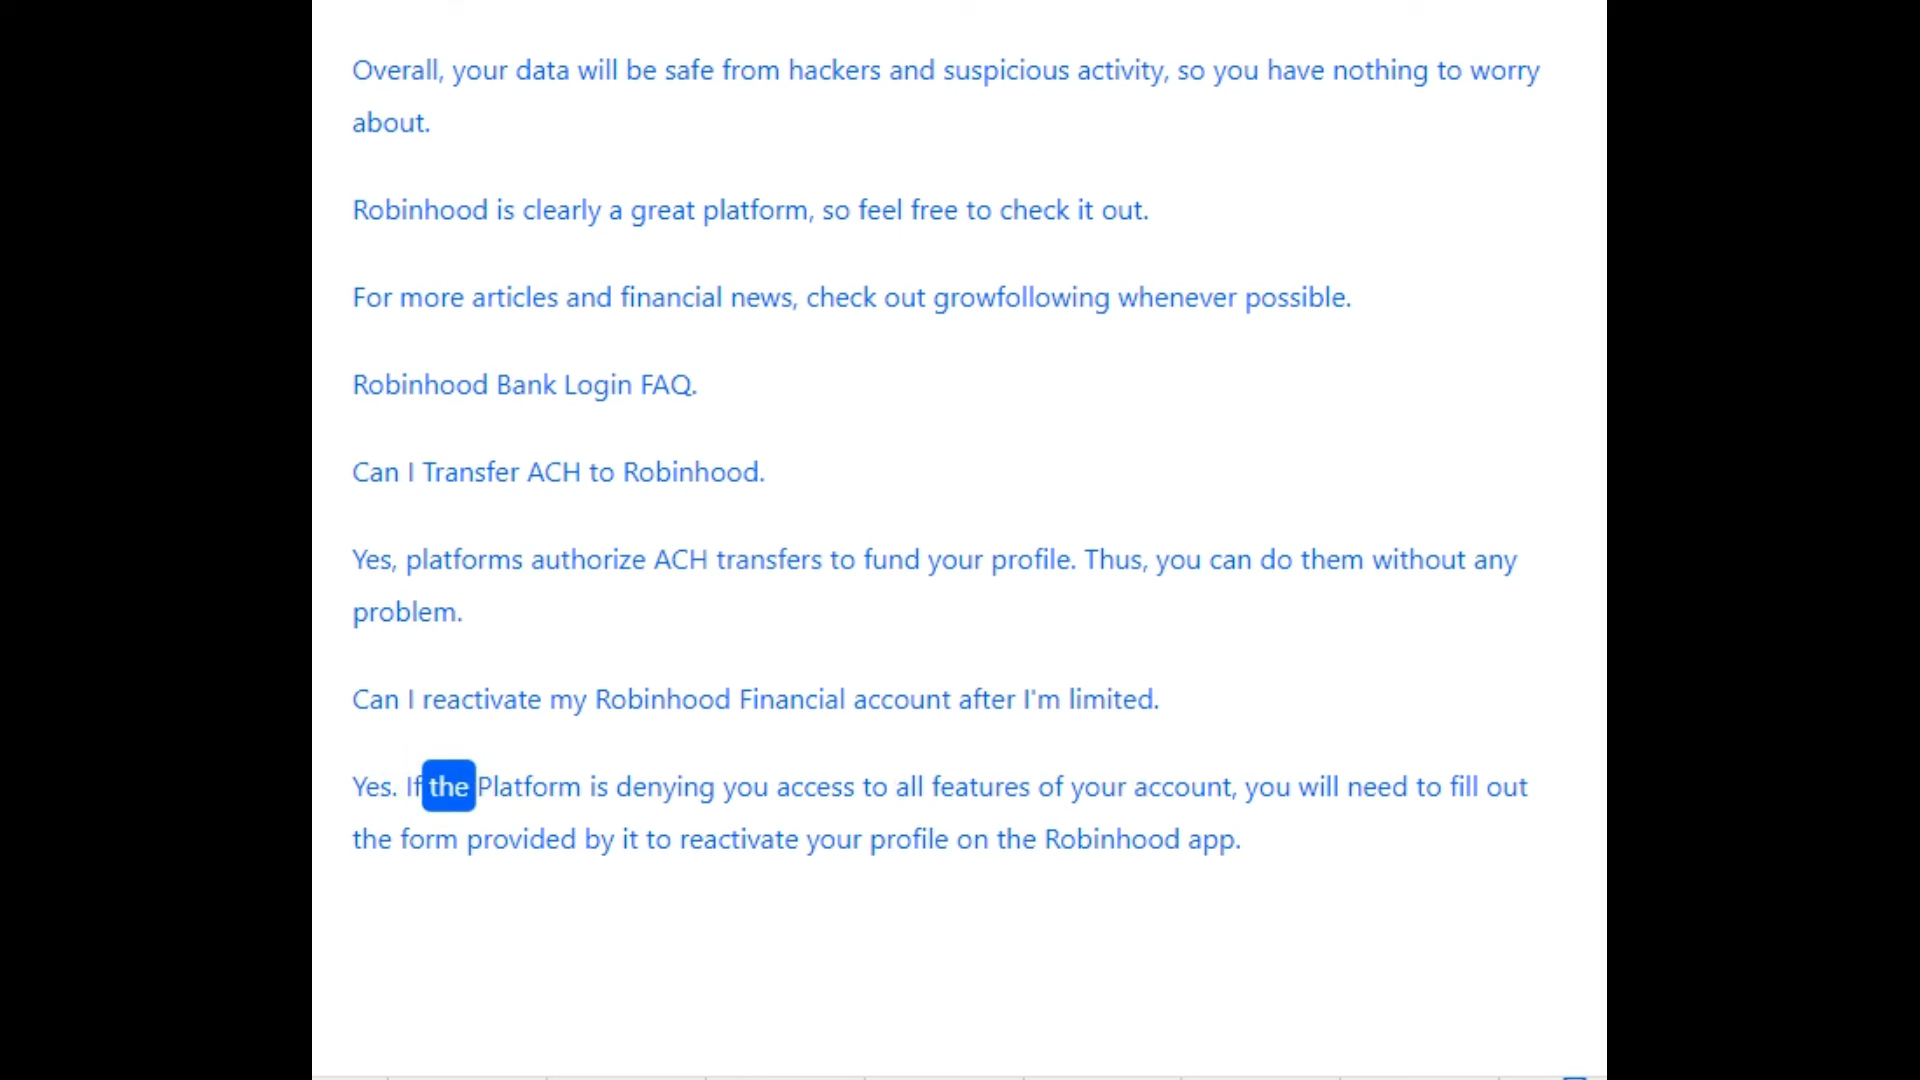 Overall, your data will be safe from hackers and suspicious activity, so you have nothing to worry
about.
Robinhood is clearly a great platform, so feel free to check it out.
For more articles and financial news, check out growfollowing whenever possible.
Robinhood Bank Login FAQ.
Can I Transfer ACH to Robinhood.
Yes, platforms authorize ACH transfers to fund your profile. Thus, you can do them without any
problem.
Can I reactivate my Robinhood Financial account after I'm limited.
Yes. If the Platform is denying you access to all features of your account, you will need to fill out
the form provided by it to reactivate your profile on the Robinhood app.